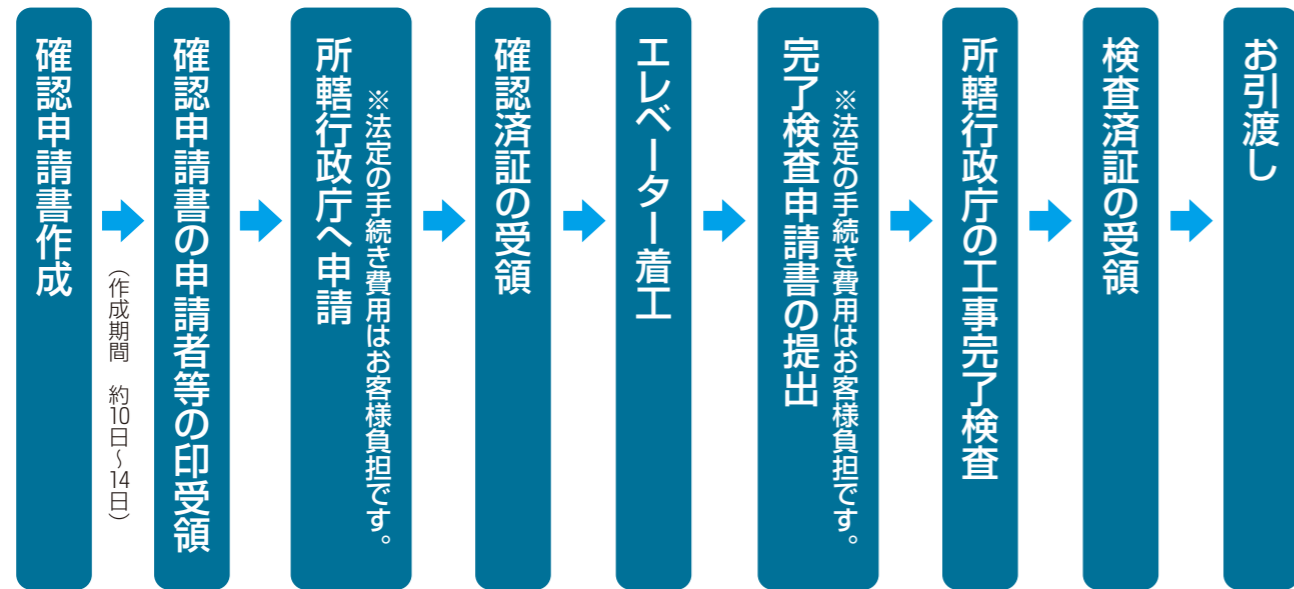 確認申請書作成
（作成期間　約10日～14日）
確認申請書の申請者等の印受領
所轄行政庁へ申請
※法定の手続き費用はお客様負担です。
確認済証の受領
エレベーター着工
完了検査申請書の提出
※法定の手続き費用はお客様負担です。
所轄行政庁の工事完了検査
検査済証の受領
お引渡し